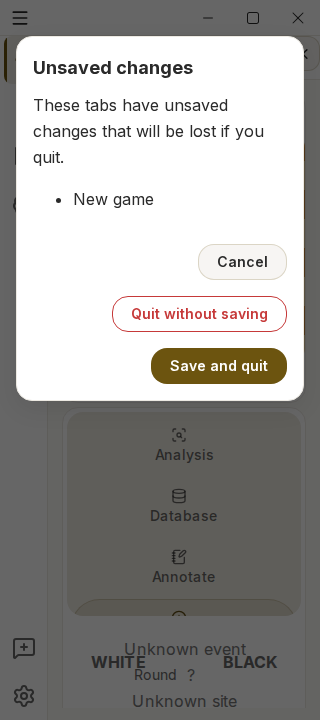 Unsaved changes
These tabs have unsaved
changes that will be lost if you
quit.
• New game
Cancel
Quit without saving
Save and quit
Analysis
Database
Annotate
Unknown event
WHITE
BLACK
Round ?
Unknown site